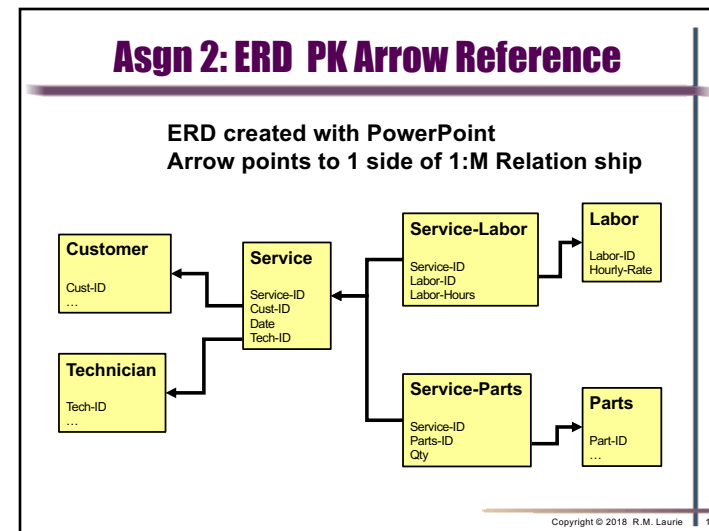 Asgn 2: ERD PK Arrow Reference
ERD created with PowerPoint
Arrow points to 1 side of 1:M Relation ship
Customer
Cust-ID
…
Technician
Tech-ID
…
Service
Service-ID
Cust-ID
Date
Tech-ID
Service-Labor
Service-ID
Labor-ID
Labor-Hours
Labor
Labor-ID
Hourly-Rate
Service-Parts
Service-ID
Parts-ID
Qty
Parts
Part-ID
…
Copyright © 2018 R.M. Laurie 1